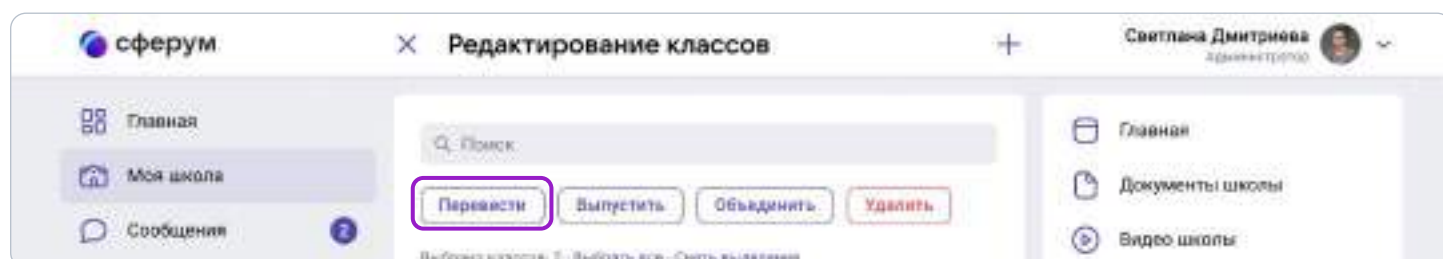 сферум
Редактирование классов
Светлана Дмитриева
Администратор
Главная
Моя школа
Сообщения
2
Поиск
Перевести
Выпустить
Объединить
Удалить
Главная
Документы школы
Видео школы